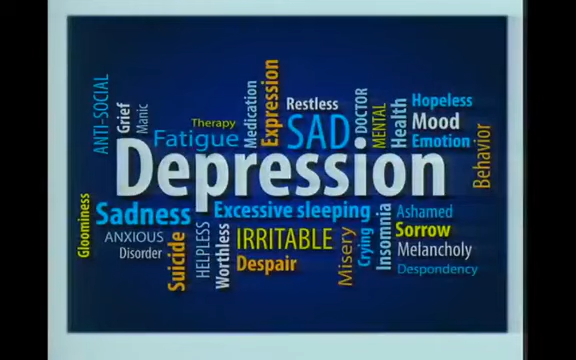 ANTI-SOCIAL
Grief
Manic
Therapy
Fatigue
Medication
Expression
Restless
SAD
DOCTOR
MENTAL
Health
Hopeless
Mood
Emotion
Behavior
Depression
Gloominess
Sadness
ANXIOUS
Disorder
Suicide
HELPLESS
Worthless
Excessive sleeping
IRRITABLE
Despair
Misery
Crying
Insomnia
Ashamed
Sorrow
Melancholy
Despondency